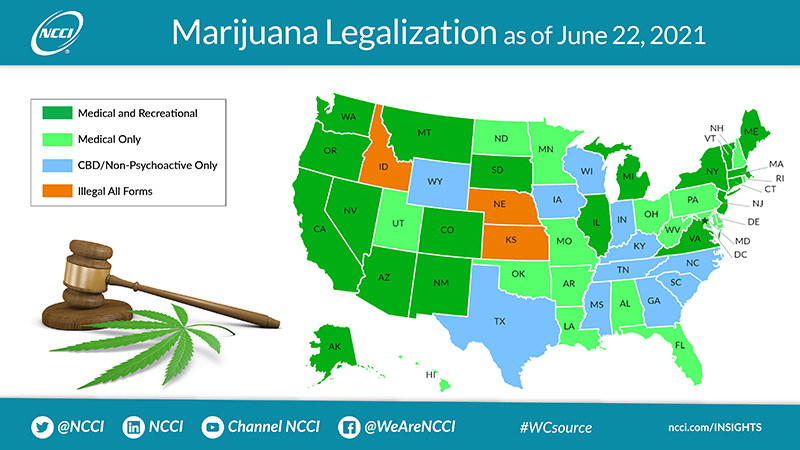 NCCI
Marijuana Legalization as of June 22, 2021
Medical and Recreational
Medical Only
CBD/Non-Psychoactive Only
Illegal All Forms
WA
OR
CA
NV
ID
MT
WY
UT
CO
AZ
NM
ND
SD
NE
KS
OK
TX
MN
IA
MO
AR
LA
WI
IL
MI
IN
OH
KY
TN
MS
AL
GA
FL
SC
NC
VA
WV
PA
NY
NH
VT
ME
MA
RI
CT
NJ
DE
MD
DC
AK
HI
@NCCI
in NCCI
Channel NCCI
@WeAreNCCI
#WCsource
ncci.com/INSIGHTS